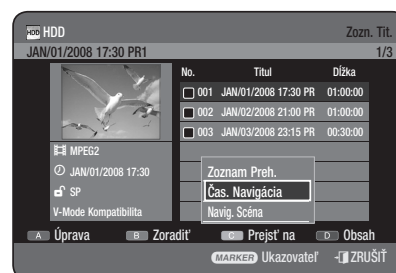 HDD HDD Zozn. Tit.
JAN/01/2008 17:30 PR1 1/3
No. Titul Dĺžka
001 JAN/01/2008 17:30 PR 01:00:00
002 JAN/02/2008 21:00 PR 01:00:00
003 JAN/03/2008 23:15 PR 00:30:00
MPEG2
JAN/01/2008 17:30
SP
V-Mode Kompatibilita
Zoznam Preh.
Čas. Navigácia
Navig. Scéna
A Úprava B Zoradiť C Prejsť na D Obsah
MARKER Ukazovateľ ZRUŠIŤ